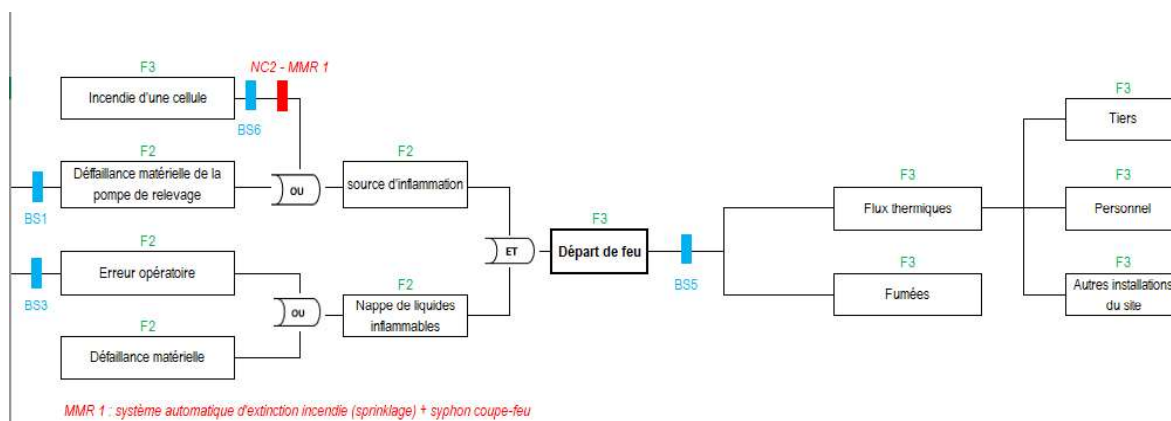 F3
NC2 - MMR 1
Incendie d'une cellule
BS6
F2
Déffaillance matérielle de la
pompe de relevage
BS1
OU
F2
source d'inflammation
F2
Erreur opératoire
BS3
F2
Défaillance matérielle
OU
F2
Nappe de liquides
inflammables
ET
F3
Départ de feu
BS5
F3
Flux thermiques
F3
Fumées
F3
Tiers
F3
Personnel
F3
Autres installations
du site
MMR 1 : système automatique d'extinction incendie (sprinklage) + syphon coupe-feu